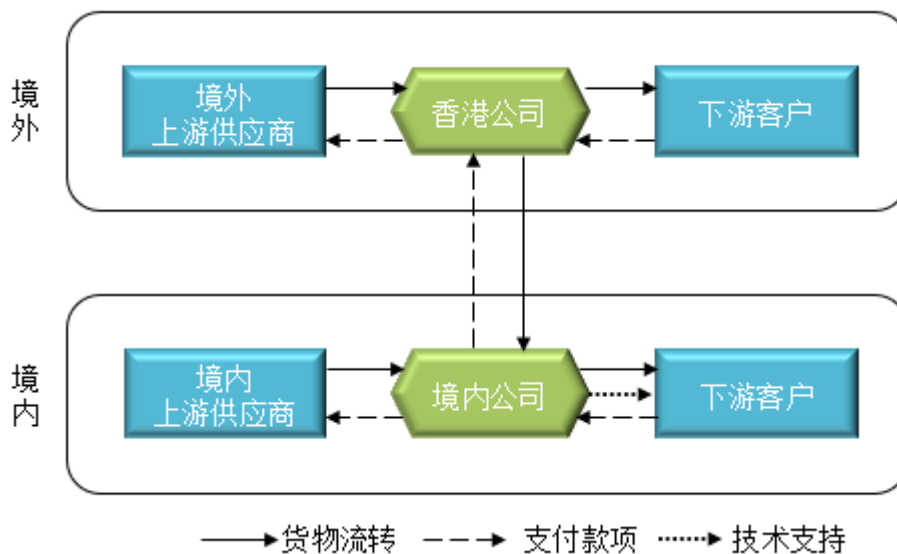 境外
境外
上游供应商
香港公司
下游客户
境内
境内
上游供应商
境内公司
下游客户
货物流转
支付款项
技术支持